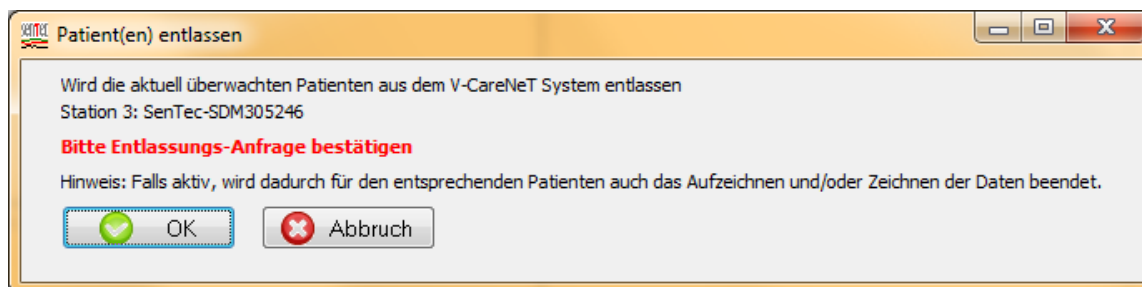 SenTec
Patient(en) entlassen
Wird die aktuell überwachten Patienten aus dem V-CareNeT System entlassen
Station 3: SenTec-SDM305246
Bitte Entlassungs-Anfrage bestätigen
Hinweis: Falls aktiv, wird dadurch für den entsprechenden Patienten auch das Aufzeichnen und/oder Zeichnen der Daten beendet.
OK
Abbruch